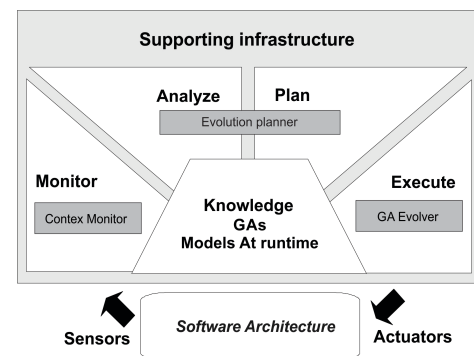 Supporting infrastructure
Analyze
Plan
Evolution planner
Monitor
Execute
Contex Monitor
Knowledge
GAs
Models At runtime
GA Evolver
Sensors
Software Architecture
Actuators